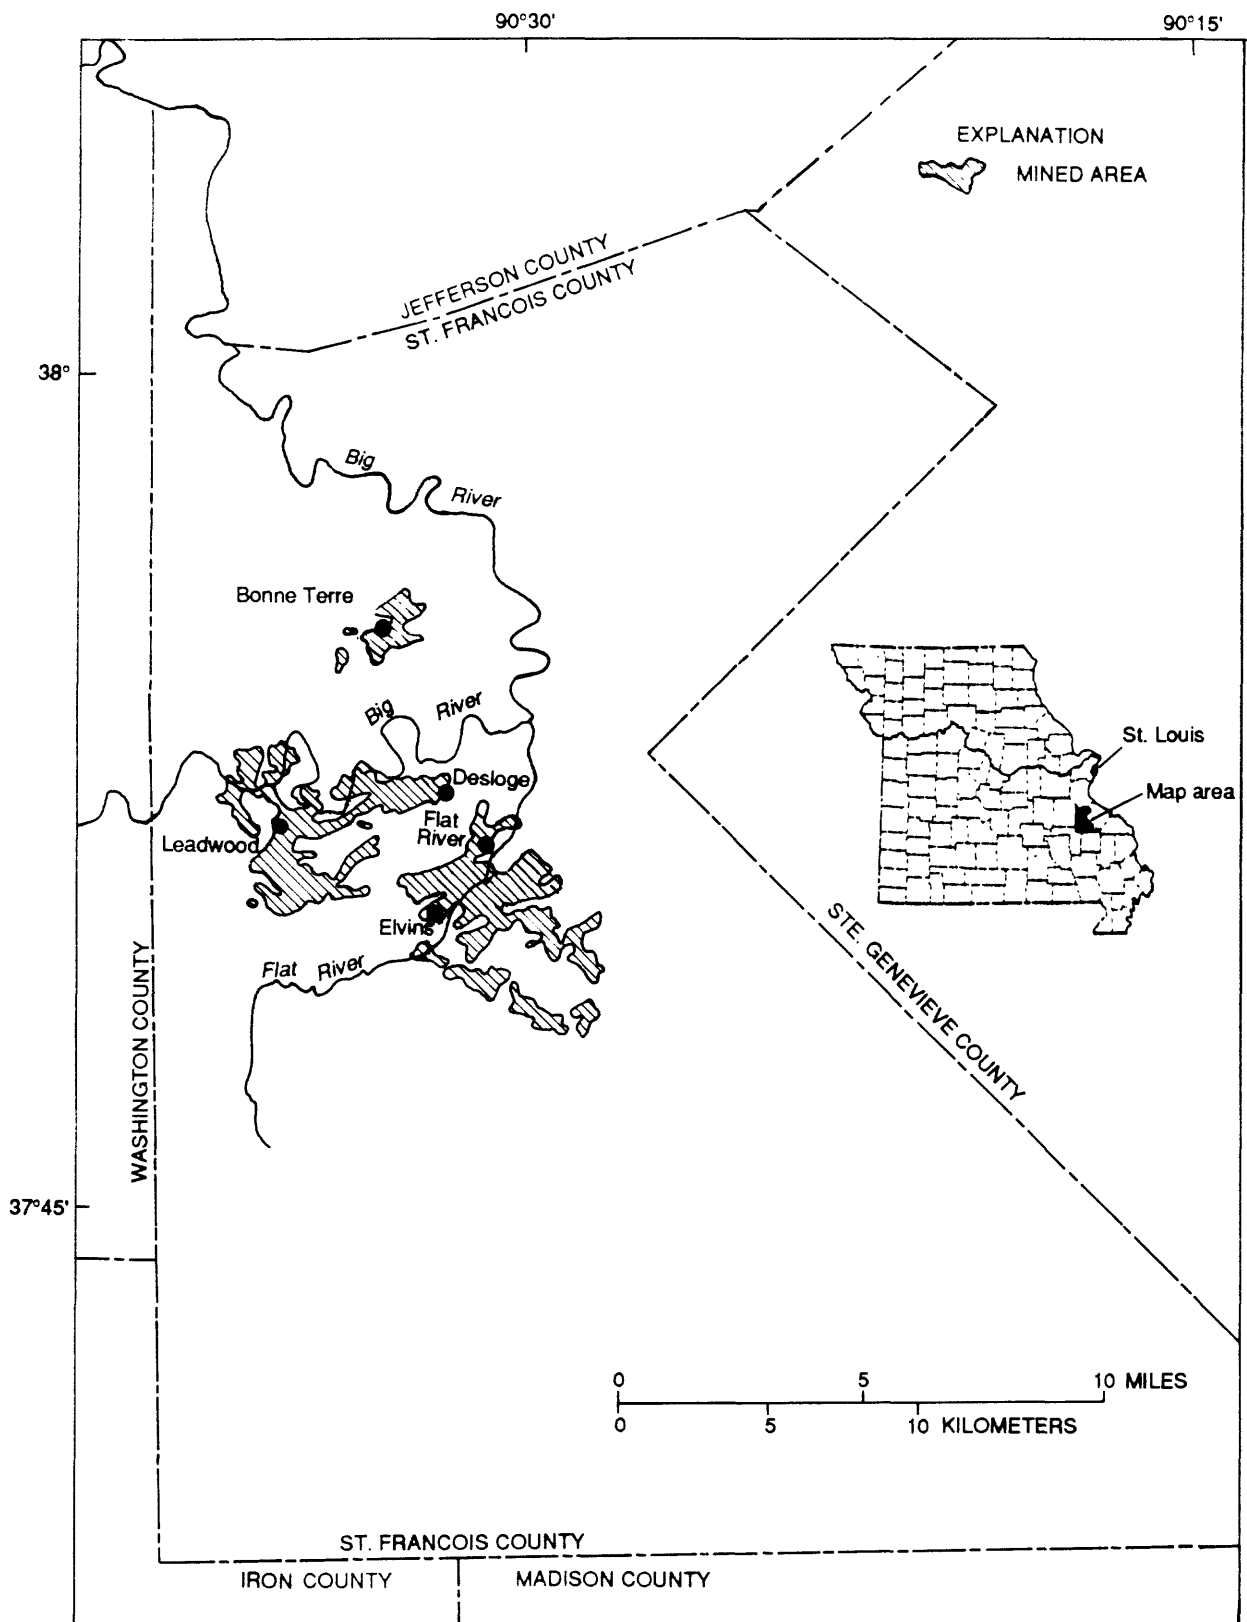 90°30'
90°15'
EXPLANATION
MINED AREA
JEFFERSON COUNTY
ST. FRANCOIS COUNTY
38°
Big
River
Bonne Terre
Big
River
St. Louis
Desloge
Map area
Flat
River
Leadwood
Elvins
STE. GENEVIEVE COUNTY
Flat River
WASHINGTON COUNTY
37°45'
0 5 10 MILES
0 5 10 KILOMETERS
ST. FRANCOIS COUNTY
IRON COUNTY
MADISON COUNTY